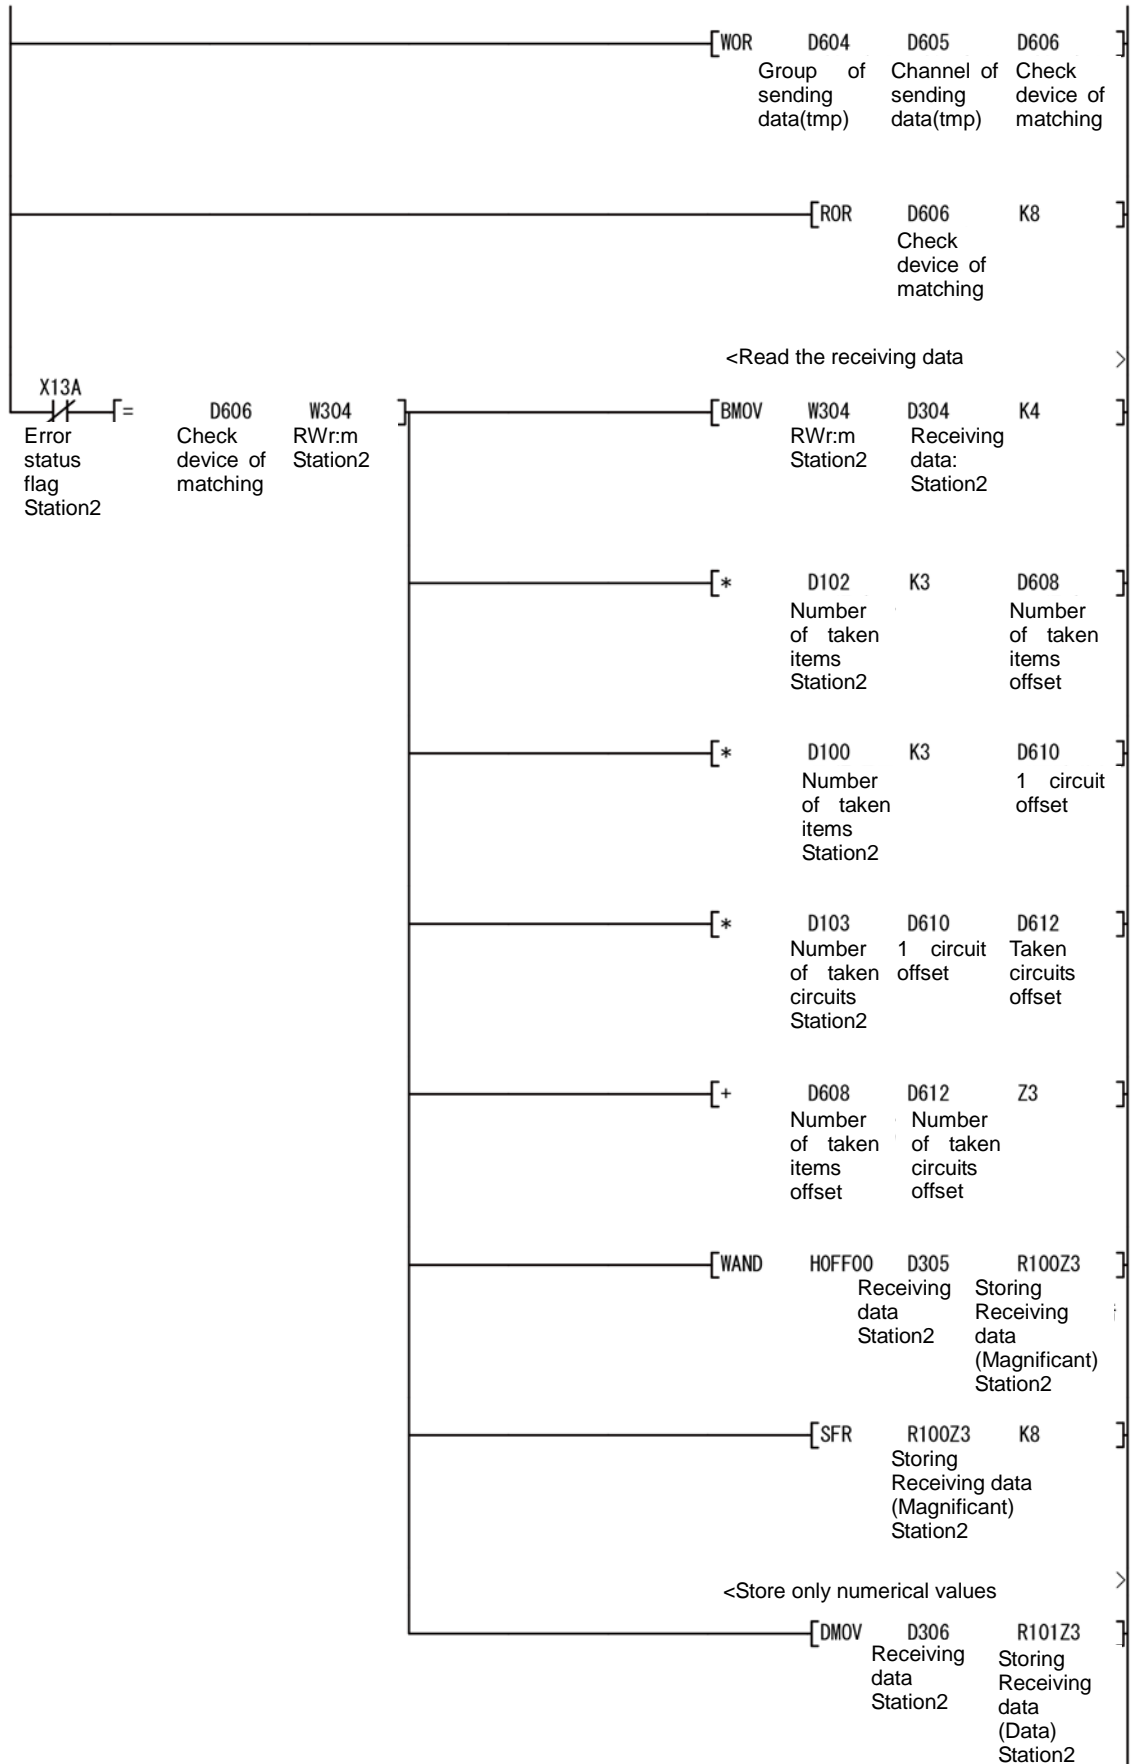 [WOR D604 D605 D606 ]
Group of Channel of Check
sending sending device of
data(tmp) data(tmp) matching
[ROR D606 K8 ]
Check
device of
matching
<Read the receiving data >
X13A
[= D606 W304 ] [BMOV W304 D304 K4 ]
Error Check RWr:m RWr:m Receiving
status device of Station2 Station2 data:
flag matching Station2
Station2
[* D102 K3 D608 ]
Number Number
of taken of taken
items items
Station2 offset
[* D100 K3 D610 ]
Number 1 circuit
of taken offset
items
Station2
[* D103 D610 D612 ]
Number 1 circuit Taken
of taken offset circuits
circuits offset
Station2
[+ D608 D612 Z3 ]
Number Number
of taken of taken
items circuits
offset offset
[WAND H0FF00 D305 R100Z3 ]
Receiving Storing
data Receiving
Station2 data
(Magnificant)
Station2
[SFR R100Z3 K8 ]
Storing
Receiving data
(Magnificant)
Station2
<Store only numerical values >
[DMOV D306 R101Z3 ]
Receiving Storing
data Receiving
Station2 data
(Data)
Station2